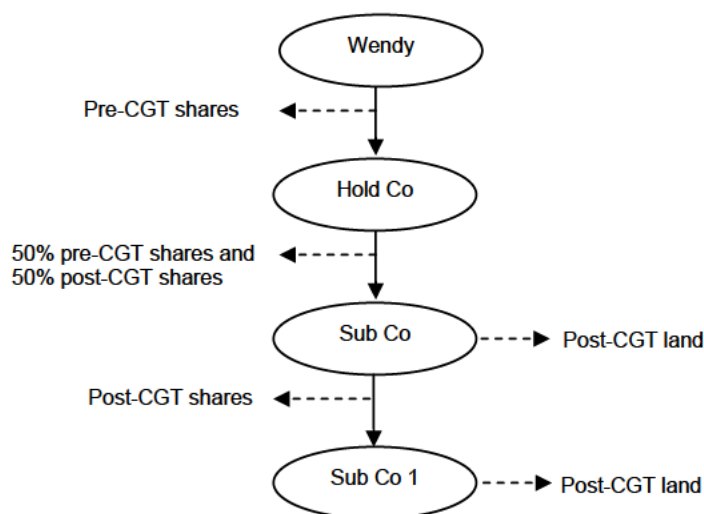 Wendy
Pre-CGT shares
Hold Co
50% pre-CGT shares and
50% post-CGT shares
Sub Co
Post-CGT land
Post-CGT shares
Sub Co 1
Post-CGT land